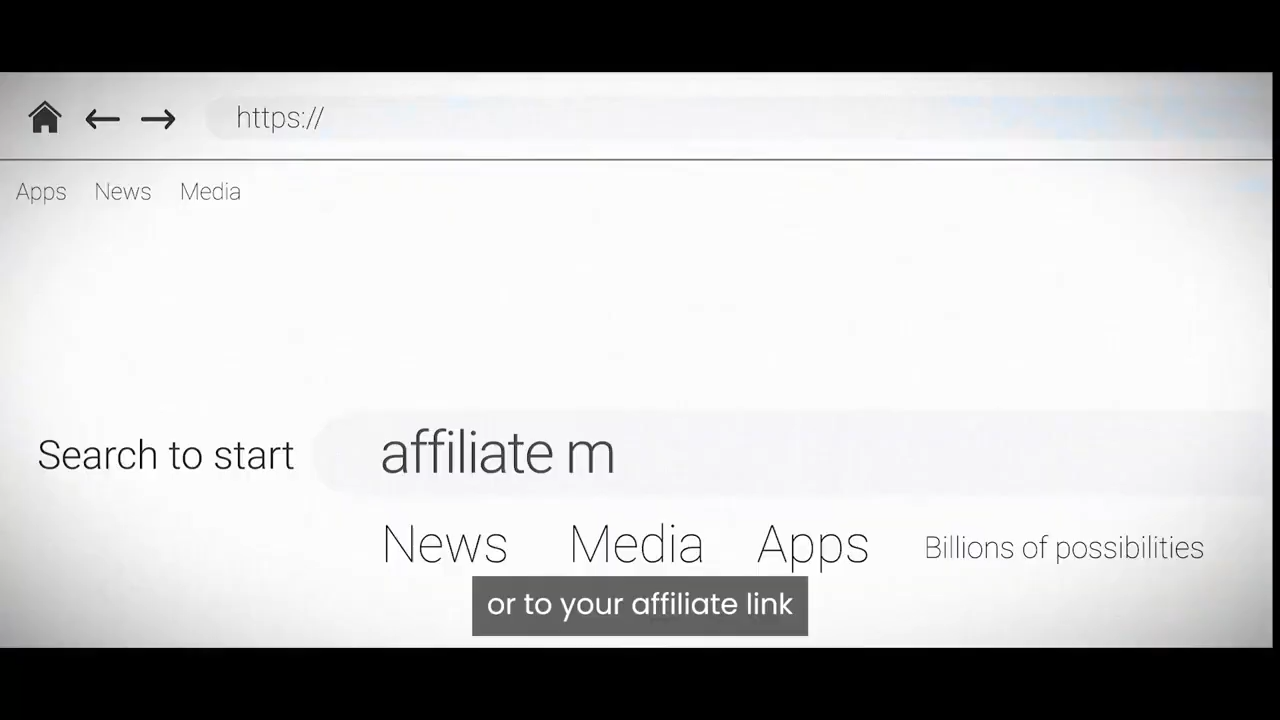 https://
Apps News Media
Search to start affiliate m
News Media Apps Billions of possibilities
or to your affiliate link